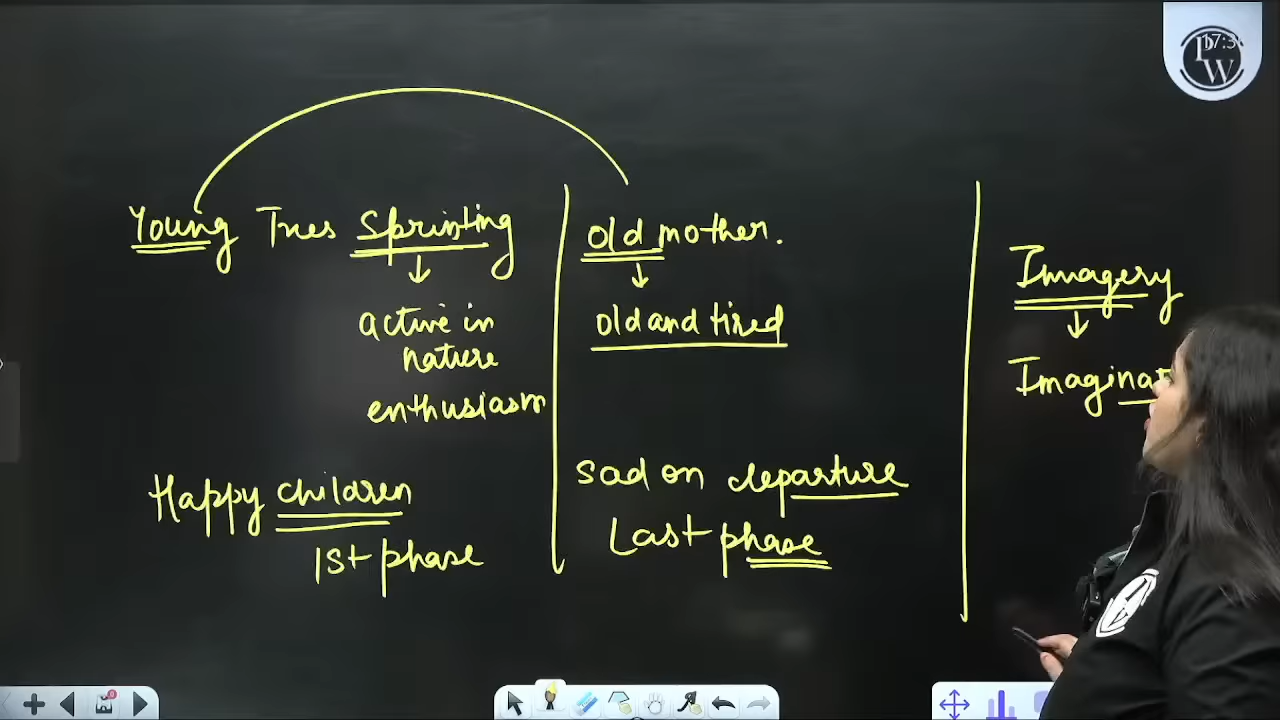 Young Trees Sprinting
active in
nature
enthusiasm
Happy children
1st phase
old mother.
old and tired
Sad on departure
Last phase
Imagery
PW